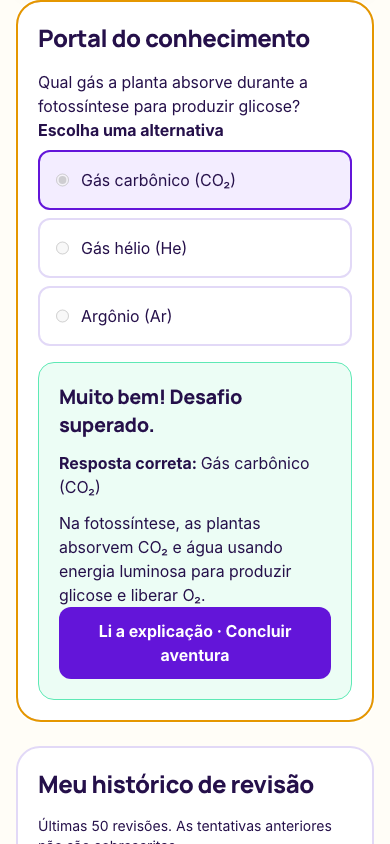 Portal do conhecimento
Qual gás a planta absorve durante a
fotossíntese para produzir glicose?
Escolha uma alternativa
Gás carbônico (CO₂)
Gás hélio (He)
Argônio (Ar)
Muito bem! Desafio
superado.
Resposta correta: Gás carbônico
(CO₂)
Na fotossíntese, as plantas
absorvem CO₂ e água usando
energia luminosa para produzir
glicose e liberar O₂.
Li a explicação · Concluir
aventura
Meu histórico de revisão
Últimas 50 revisões. As tentativas anteriores
não são sobrescritas.